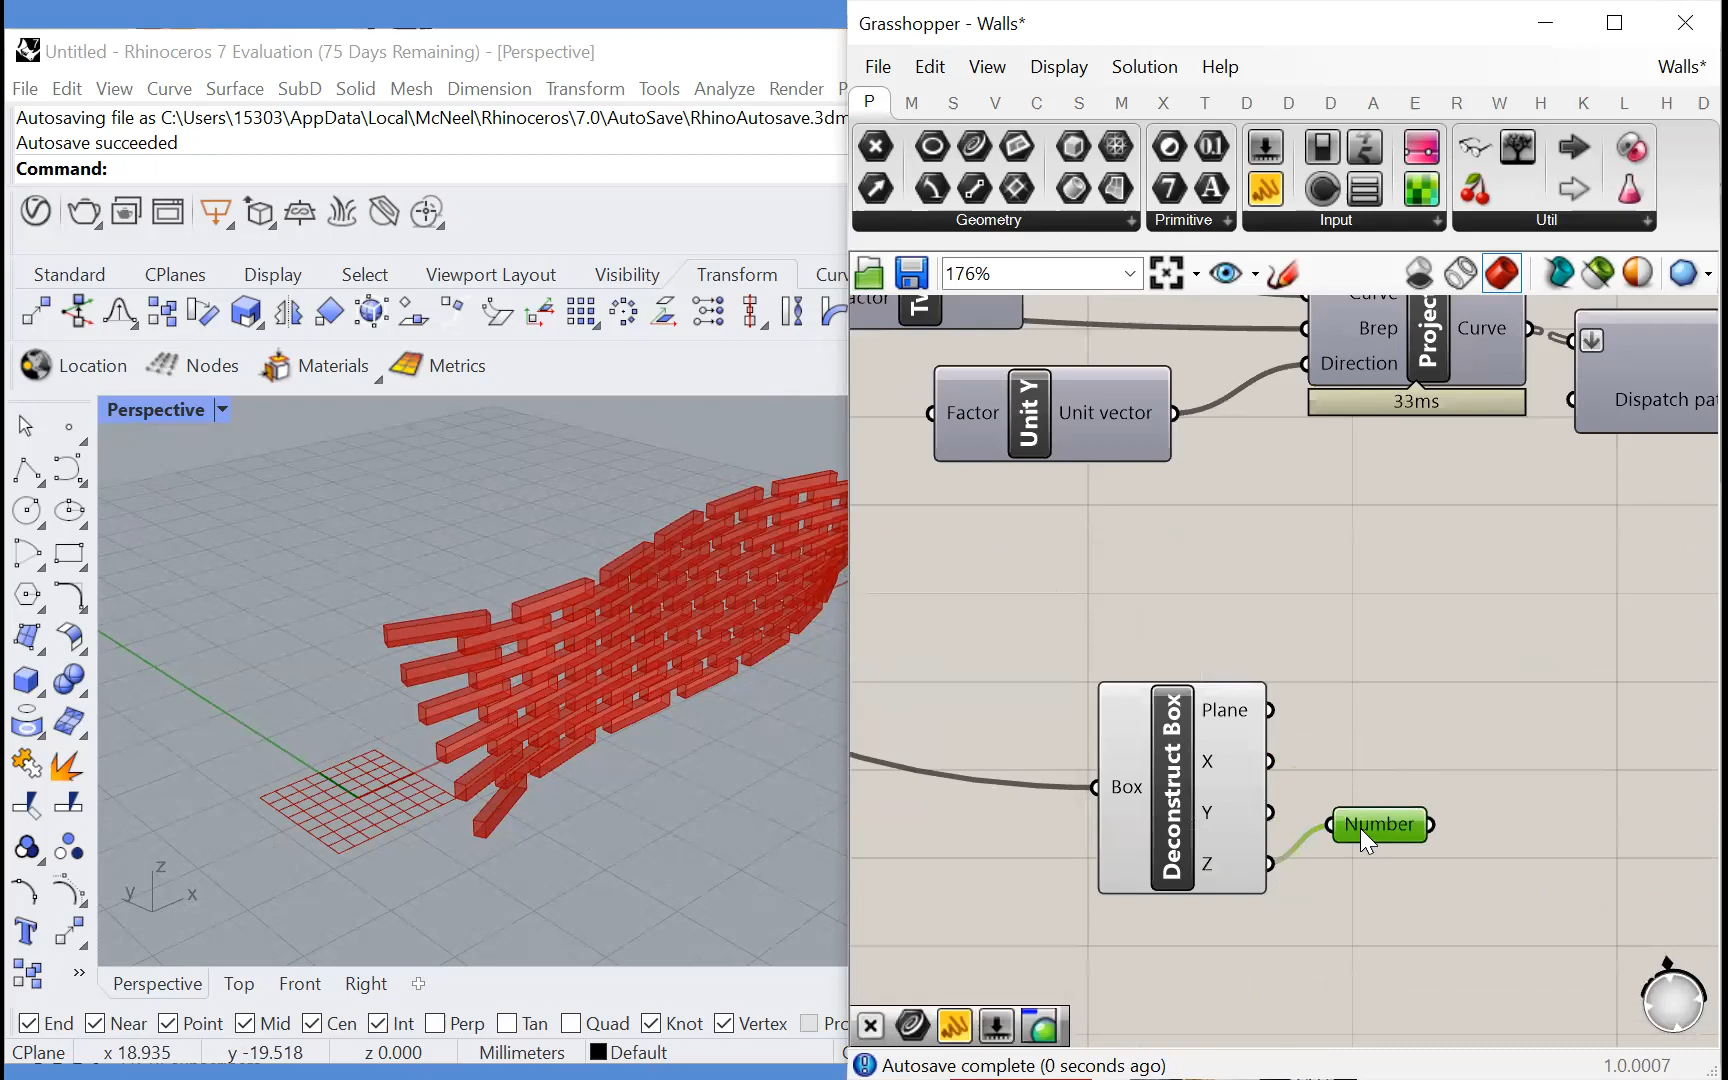 Untitled - Rhinoceros 7 Evaluation (75 Days Remaining) - [Perspective]
File Edit View Curve Surface SubD Solid Mesh Dimension Transform Tools Analyze Render
Autosaving file as C:\Users\15303\AppData\Local\McNeel\Rhinoceros\7.0\AutoSave\RhinoAutosave.3dm
Autosave succeeded
Command:
Standard CPlanes Display Select Viewport Layout Visibility Transform Curv
Location Nodes Materials Metrics
Perspective
z
y
x
Perspective Top Front Right
End Near Point Mid Cen Int Perp Tan Quad Knot Vertex Pro
CPlane x 18.935 y -19.518 z 0.000 Millimeters Default
Grasshopper - Walls*
File Edit View Display Solution Help Walls*
P M S V C S M X T D D D A E R W H K L H D
Geometry Primitive Input Util
176%
Brep
Curve
Direction
33ms
Factor Unit Y Unit vector
Dispatch pat
Box Deconstruct Box
Plane
X
Y
Z
Number
Autosave complete (0 seconds ago) 1.0.0007